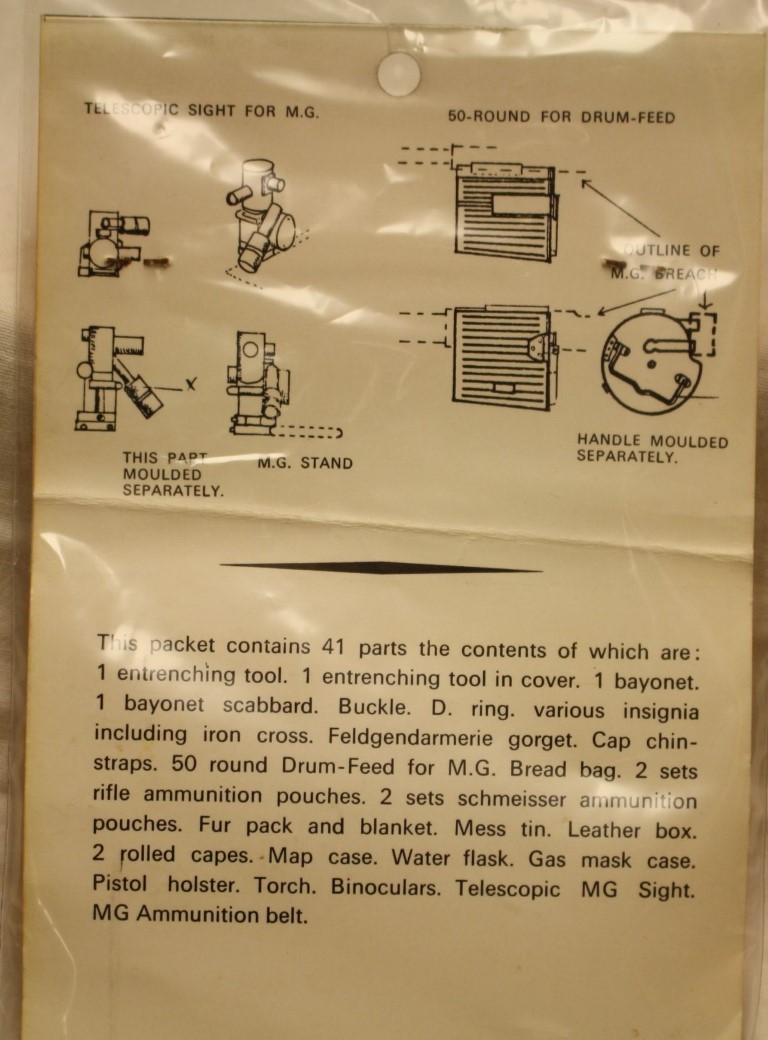 TELESCOPIC SIGHT FOR M.G.
50-ROUND FOR DRUM-FEED
OUTLINE OF
M.G. BREACH
X
THIS PART
MOULDED
SEPARATELY.
M.G. STAND
HANDLE MOULDED
SEPARATELY.
This packet contains 41 parts the contents of which are:
1 entrenching tool. 1 entrenching tool in cover. 1 bayonet.
1 bayonet scabbard. Buckle. D. ring. various insignia
including iron cross. Feldgendarmerie gorget. Cap chin-
straps. 50 round Drum-Feed for M.G. Bread bag. 2 sets
rifle ammunition pouches. 2 sets schmeisser ammunition
pouches. Fur pack and blanket. Mess tin. Leather box.
2 rolled capes. Map case. Water flask. Gas mask case.
Pistol holster. Torch. Binoculars. Telescopic MG Sight.
MG Ammunition belt.